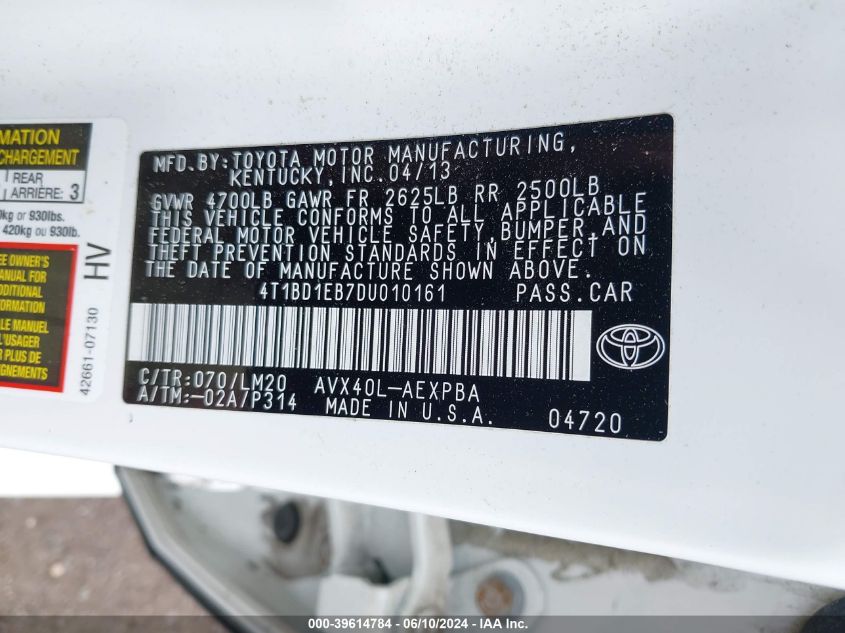 MATION
CHARGEMENT
REAR
ARRIÈRE: 3
kg or 930lbs.
420kg ou 930lb.
EE OWNER'S
MANUAL FOR
DDITIONAL
FORMATION
LE MANUEL
L'USAGER
R PLUS DE
HV
42661-07130
MFD. BY: TOYOTA MOTOR MANUFACTURING,
KENTUCKY, INC. 04/13
GVWR 4700LB GAWR FR 2625LB RR 2500LB
THIS VEHICLE CONFORMS TO ALL APPLICABLE
FEDERAL MOTOR VEHICLE SAFETY, BUMPER, AND
THEFT PREVENTION STANDARDS IN EFFECT ON
THE DATE OF MANUFACTURE SHOWN ABOVE.
4T1BD1EB7DU010161 PASS. CAR
C/TR: 070/LM20 AVX40L-AEXPBA
A/TM: -02A/P314 MADE IN U.S.A. 04720
000-39614784 - 06/10/2024 - IAA Inc.